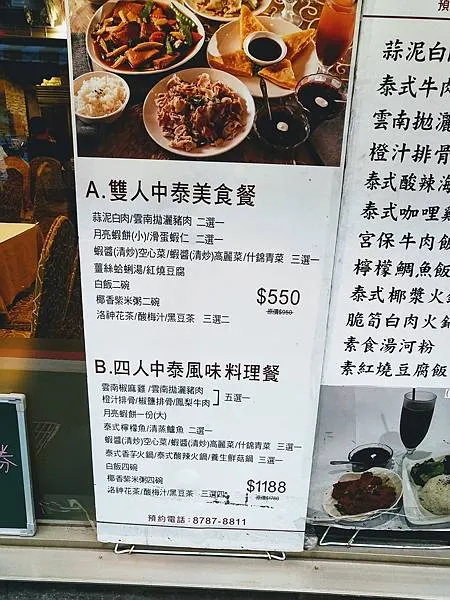 A.雙人中泰美食餐
蒜泥白肉/雲南拋灑豬肉 二選一
月亮蝦餅(小)/滑蛋蝦仁 二選一
蝦醬(清炒)空心菜/蝦醬(清炒)高麗菜/什錦青菜 三選一
薑絲蛤蜊湯/紅燒豆腐
白飯二碗
椰香紫米粥二碗
洛神花茶/酸梅汁/黑豆茶 三選二
$550
原價$950
B.四人中泰風味料理餐
雲南椒麻雞/雲南拋灑豬肉
橙汁排骨/椒鹽排骨/鳳梨牛肉
五選一
月亮蝦餅一份(大)
泰式檸檬魚/清蒸鱸魚 二選一
蝦醬(清炒)空心菜/蝦醬(清炒)高麗菜/什錦青菜 三選一
泰式香芋火鍋/泰式酸辣火鍋/養生鮮菇鍋 三選一
白飯四碗
椰香紫米粥四碗
洛神花茶/酸梅汁/黑豆茶 三選四
$1188
預約電話:8787-8811
蒜泥白
泰式牛肉
雲南拋灑
橙汁排骨
泰式酸辣海
泰式咖哩
宮保牛肉飯
檸檬鯛魚飯
泰式椰漿火
脆筍白肉火鍋
素食湯河粉
素紅燒豆腐飯